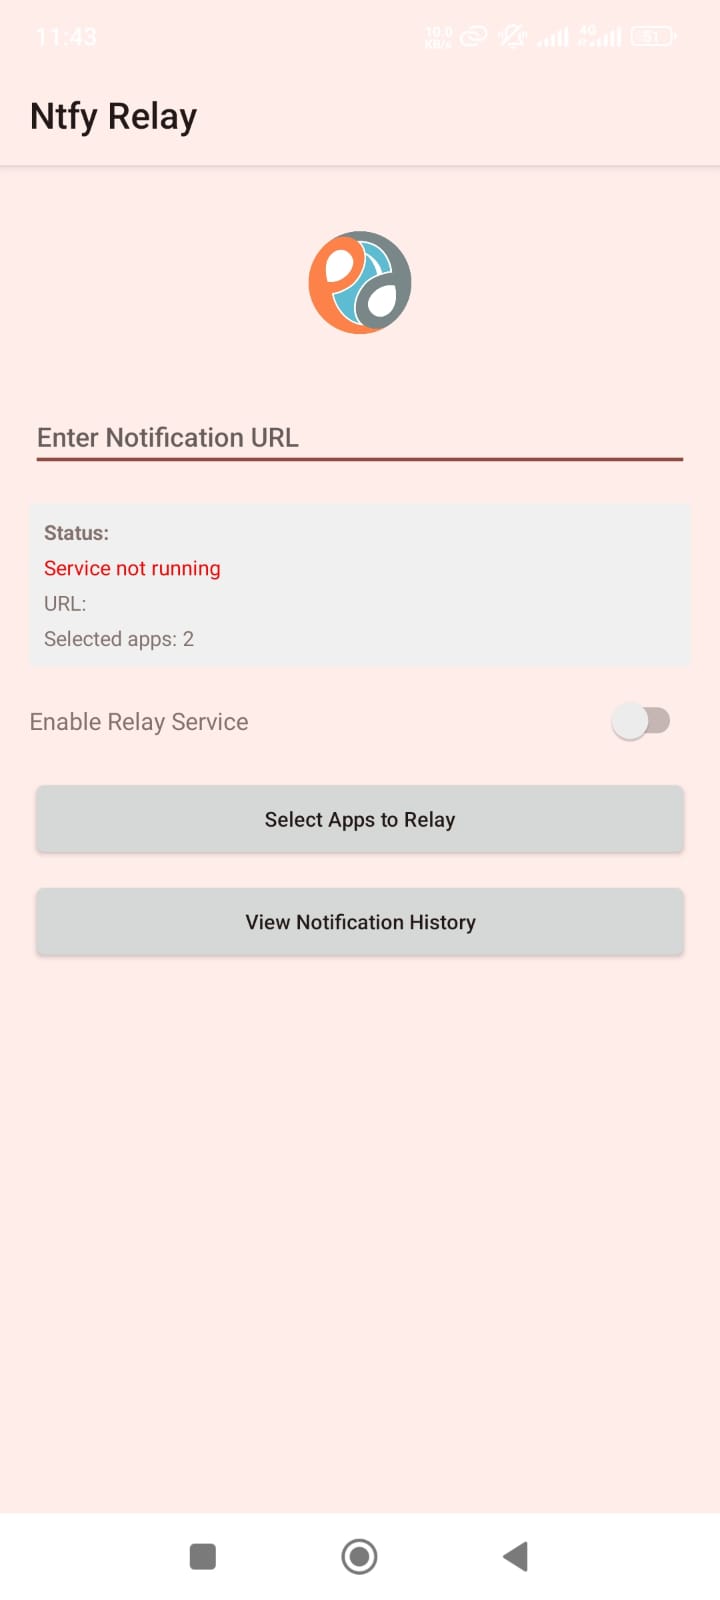 11:43
10.0
KB/s
4G
R
51
Ntfy Relay
Enter Notification URL
Status:
Service not running
URL:
Selected apps: 2
Enable Relay Service
Select Apps to Relay
View Notification History